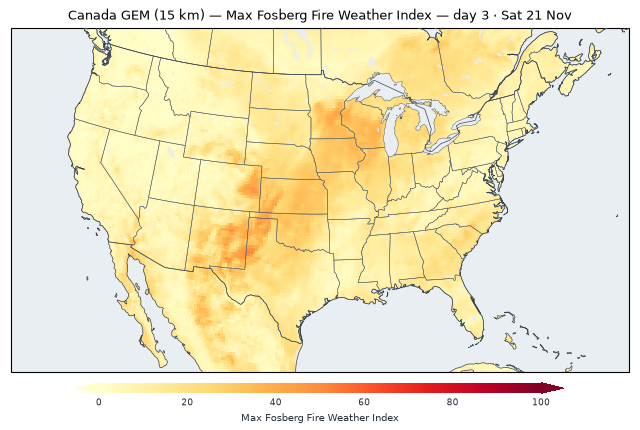 Canada GEM (15 km) — Max Fosberg Fire Weather Index — day 3 · Sat 21 Nov
0 20 40 60 80 100
Max Fosberg Fire Weather Index